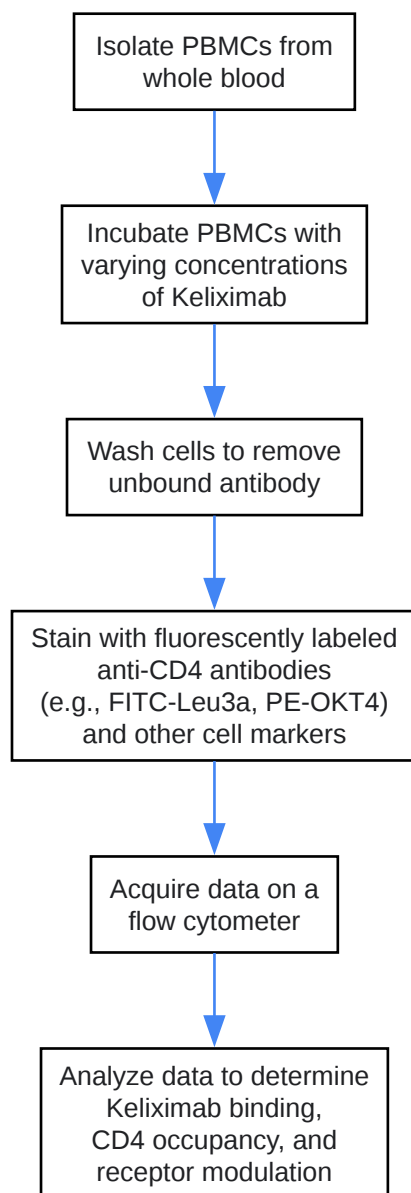 Isolate PBMCs from
whole blood
Incubate PBMCs with
varying concentrations
of Keliximab
Wash cells to remove
unbound antibody
Stain with fluorescently labeled
anti-CD4 antibodies
(e.g., FITC-Leu3a, PE-OKT4)
and other cell markers
Acquire data on a
flow cytometer
Analyze data to determine
Keliximab binding,
CD4 occupancy, and
receptor modulation